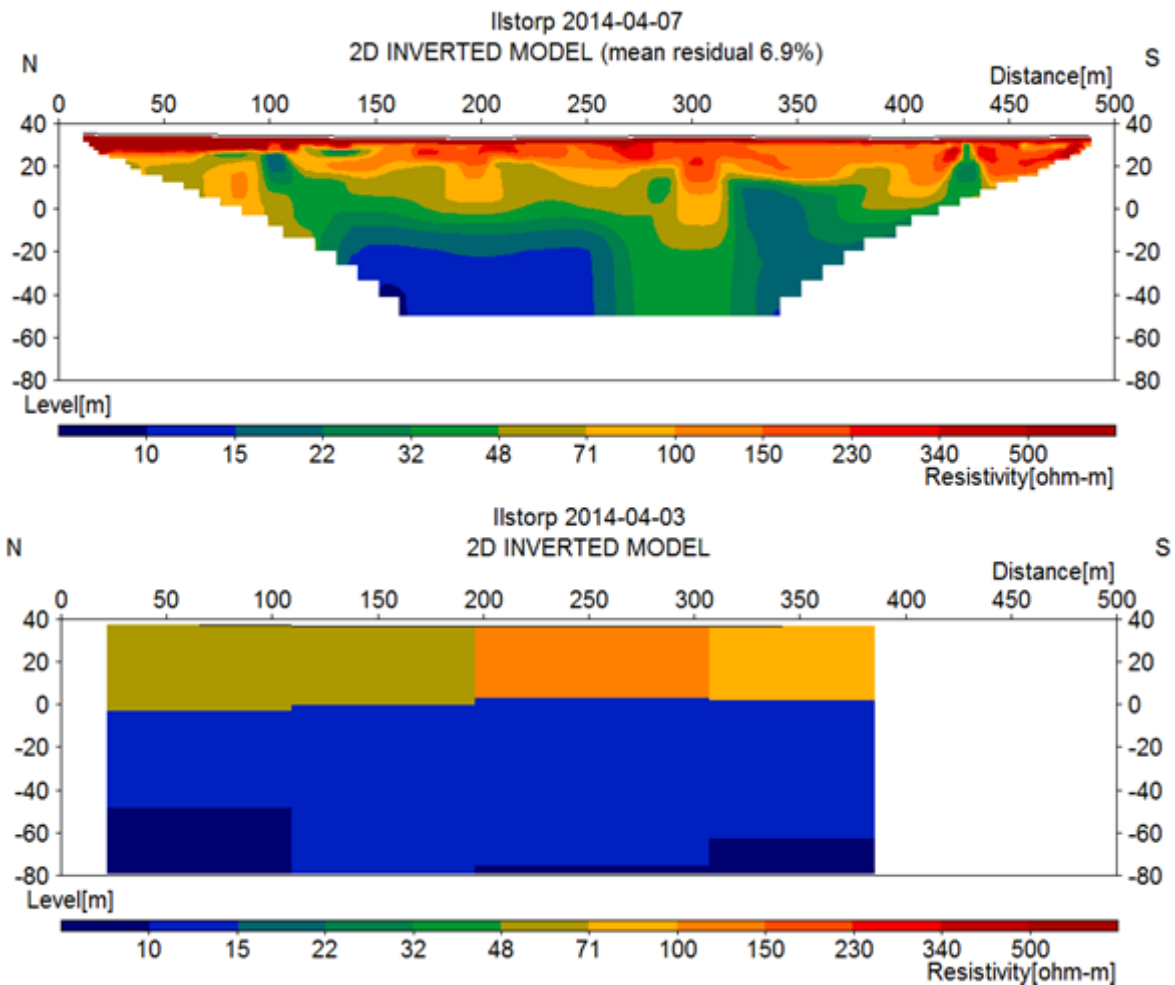 Ilstorp 2014-04-07
2D INVERTED MODEL (mean residual 6.9%)
N S
Distance[m]
0 50 100 150 200 250 300 350 400 450 500
40 40
20 20
0 0
-20 -20
-40 -40
-60 -60
-80 -80
Level[m]
10 15 22 32 48 71 100 150 230 340 500
Resistivity[ohm-m]
Ilstorp 2014-04-03
N 2D INVERTED MODEL S
Distance[m]
0 50 100 150 200 250 300 350 400 450 500
40 40
20 20
0 0
-20 -20
-40 -40
-60 -60
-80 -80
Level[m]
10 15 22 32 48 71 100 150 230 340 500
Resistivity[ohm-m]